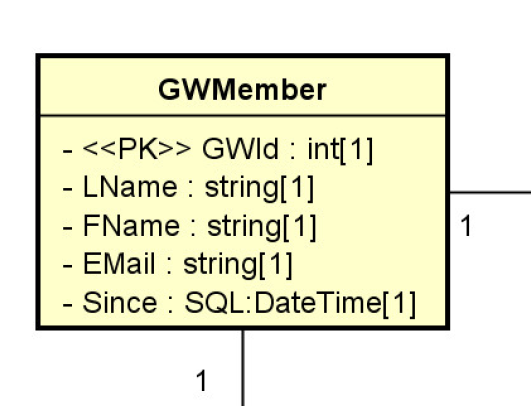 GWMember
- <<PK>> GWId : int[1]
- LName : string[1]
- FName : string[1]
- EMail : string[1]
- Since : SQL:DateTime[1]
1
1